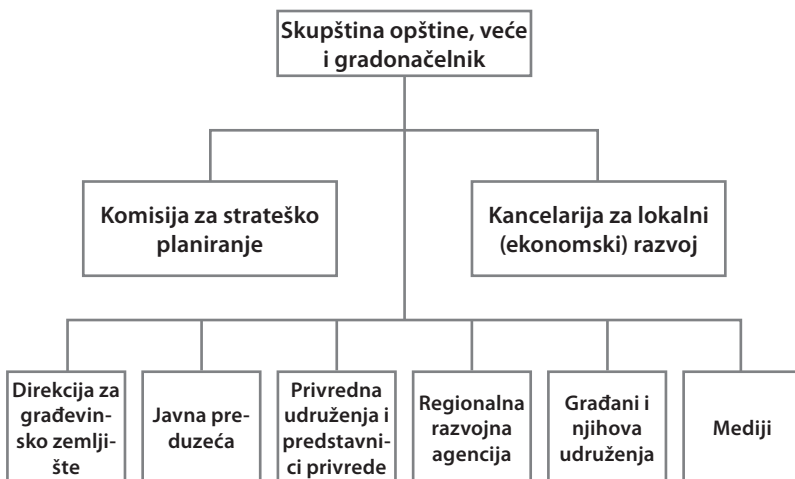 Skupština opštine, veće
i gradonačelnik
Komisija za strateško
planiranje
Kancelarija za lokalni
(ekonomski) razvoj
Direkcija za
građevin-
sko zemlji-
šte
Javna pre-
duzeća
Privredna
udruženja i
predstavni-
ci privrede
Regionalna
razvojna
agencija
Građani i
njihova
udruženja
Mediji